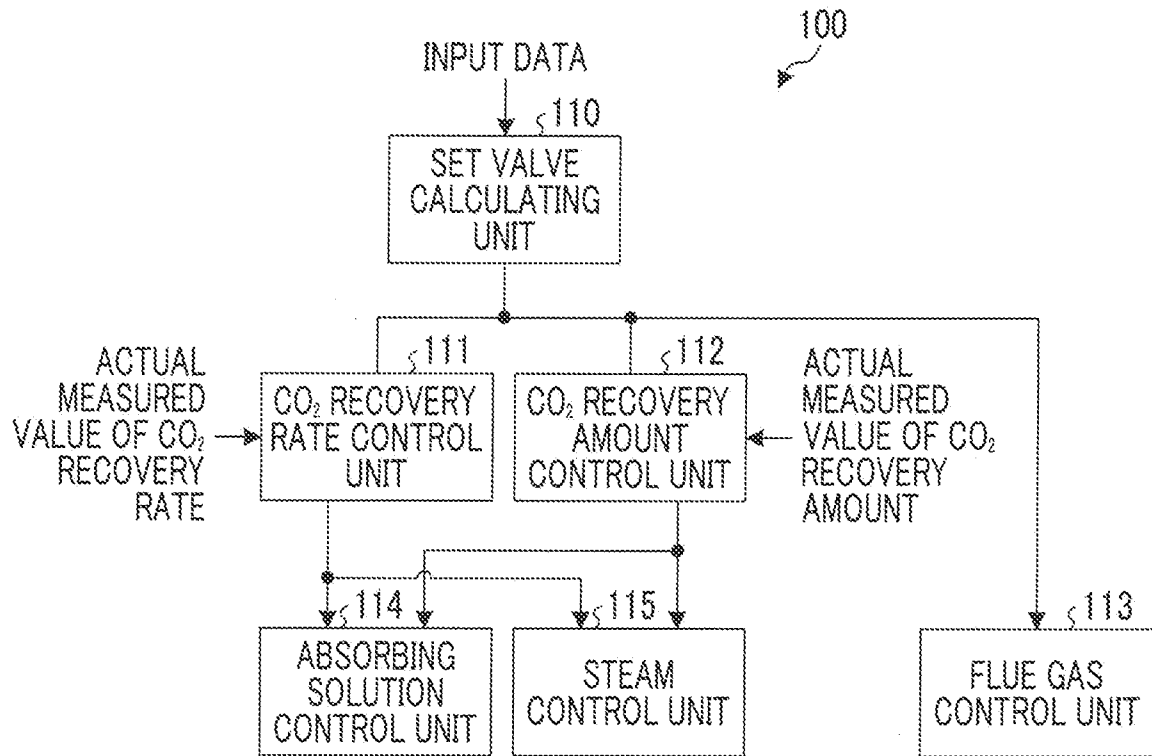 100
INPUT DATA
110
SET VALVE
CALCULATING
UNIT
111
112
ACTUAL
MEASURED
VALUE OF CO₂
RECOVERY
RATE
CO₂ RECOVERY
RATE CONTROL
UNIT
CO₂ RECOVERY
AMOUNT
CONTROL UNIT
ACTUAL
MEASURED
VALUE OF CO₂
RECOVERY
AMOUNT
114
115
113
ABSORBING
SOLUTION
CONTROL UNIT
STEAM
CONTROL UNIT
FLUE GAS
CONTROL UNIT